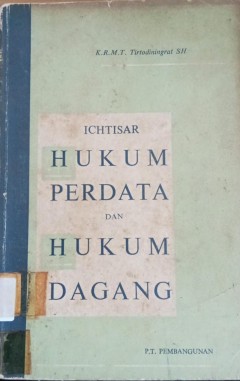 K.R.M.T. Tirtodiningrat SH
ICHTISAR
HUKUM
PERDATA
DAN
HUKUM
DAGANG
P.T. PEMBANGUNAN